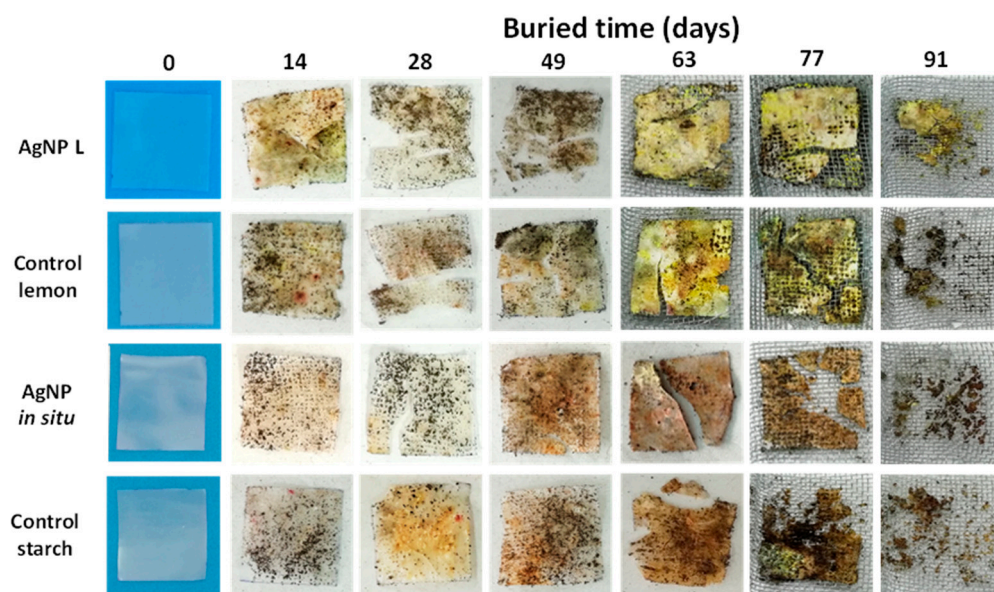 Buried time (days)
0 14 28 49 63 77 91
AgNP L
Control
lemon
AgNP
in situ
Control
starch